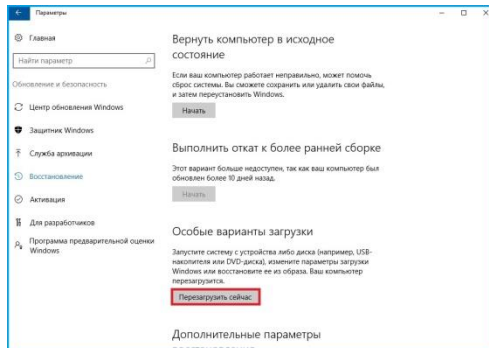 Параметры
Главная
Найти параметр
Обновление и безопасность
Центр обновления Windows
Защитник Windows
Служба архивации
Восстановление
Активация
Для разработчиков
Программа предварительной оценки
Windows
Вернуть компьютер в исходное
состояние
Если ваш компьютер работает неправильно, может помочь
сброс системы. Вы сможете сохранить или удалить свои файлы,
и затем переустановить Windows.
Начать
Выполнить откат к более ранней сборке
Этот вариант больше недоступен, так как ваш компьютер был
обновлен более 10 дней назад.
Начать
Особые варианты загрузки
Запустите систему с устройства либо диска (например, USB-
накопителя или DVD-диска), измените параметры загрузки
Windows или восстановите ее из образа. Ваш компьютер
перезагрузится.
Перезагрузить сейчас
Дополнительные параметры